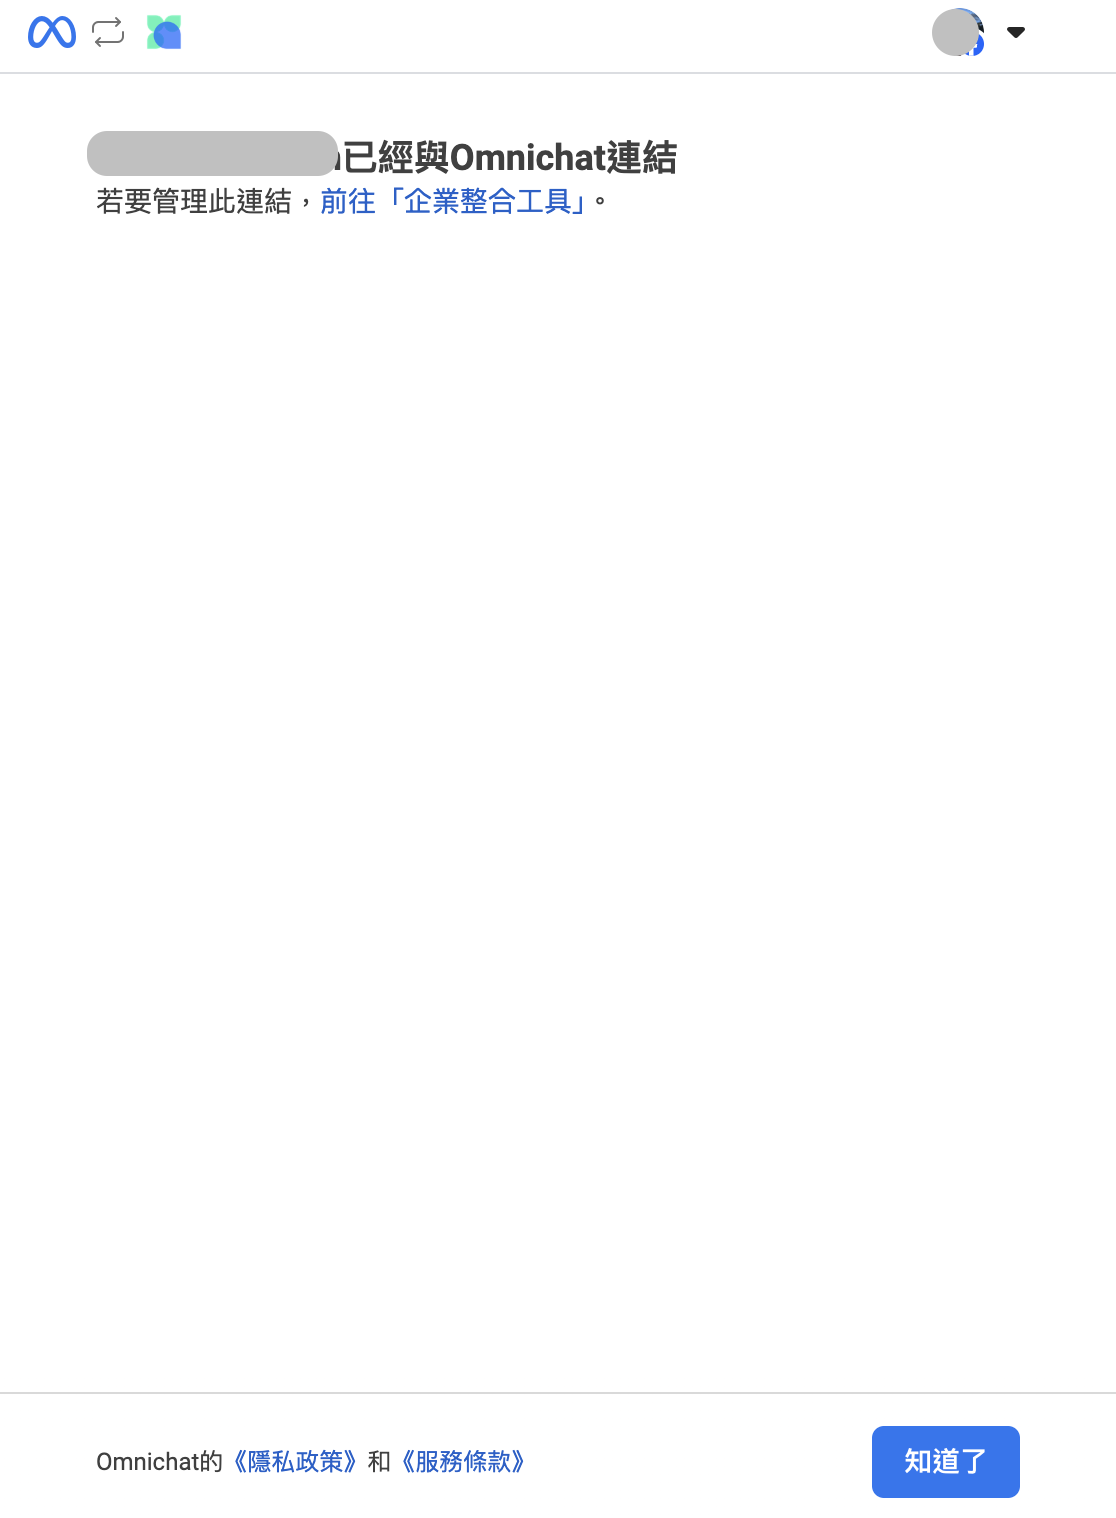 已經與Omnichat連結
若要管理此連結，前往「企業整合工具」。
Omnichat的《隱私政策》和《服務條款》
知道了